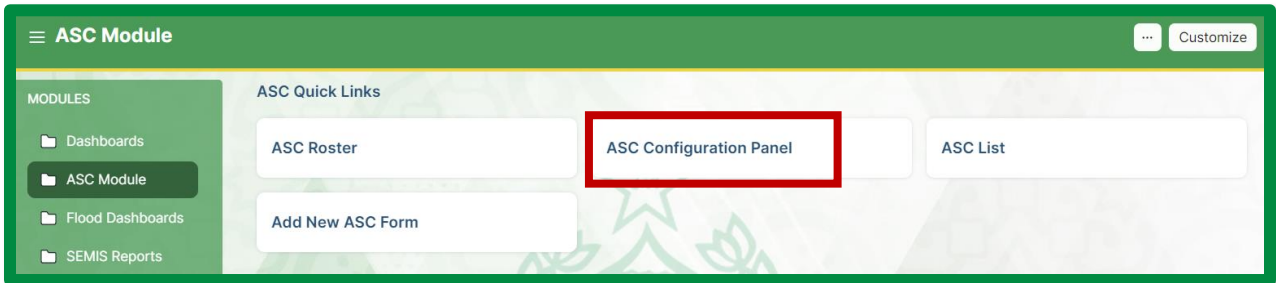 ASC Module
... Customize
MODULES
Dashboards
ASC Module
Flood Dashboards
SEMIS Reports
ASC Quick Links
ASC Roster
ASC Configuration Panel
ASC List
Add New ASC Form